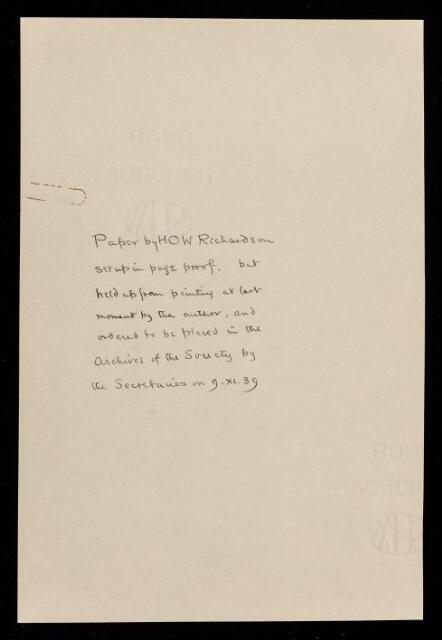 Paper by HOW Richardson
set up in page proof, but
held up from printing at last
moment by the author, and
ordered to be placed in the
Archives of the Society by
the Secretaries on 9.XI.39